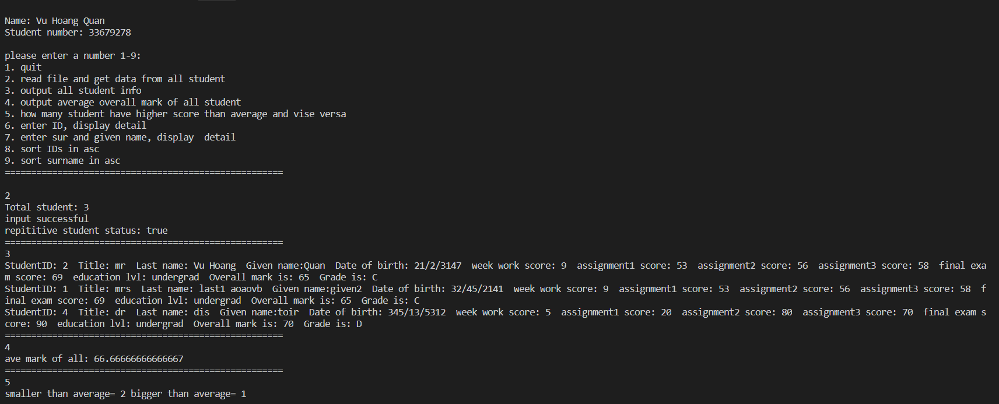 Name: Vu Hoang Quan
Student number: 33679278
please enter a number 1-9:
1. quit
2. read file and get data from all student
3. output all student info
4. output average overall mark of all student
5. how many student have higher score than average and vise versa
6. enter ID, display detail
7. enter sur and given name, display  detail
8. sort IDs in asc
9. sort surname in asc
=====================================================
2
Total student: 3
input successful
repititive student status: true
=====================================================
3
StudentID: 2  Title: mr  Last name: Vu Hoang  Given name:Quan  Date of birth: 21/2/3147  week work score: 9  assignment1 score: 53  assignment2 score: 56  assignment3 score: 58  final exa
m score: 69  education lvl: undergrad  Overall mark is: 65  Grade is: C
StudentID: 1  Title: mrs  Last name: last1 aoaovb  Given name:given2  Date of birth: 32/45/2141  week work score: 9  assignment1 score: 53  assignment2 score: 56  assignment3 score: 58  f
inal exam score: 69  education lvl: undergrad  Overall mark is: 65  Grade is: C
StudentID: 4  Title: dr  Last name: dis  Given name:toir  Date of birth: 345/13/5312  week work score: 5  assignment1 score: 20  assignment2 score: 80  assignment3 score: 70  final exam s
core: 90  education lvl: undergrad  Overall mark is: 70  Grade is: D
=====================================================
4
ave mark of all: 66.66666666666667
=====================================================
5
smaller than average= 2 bigger than average= 1